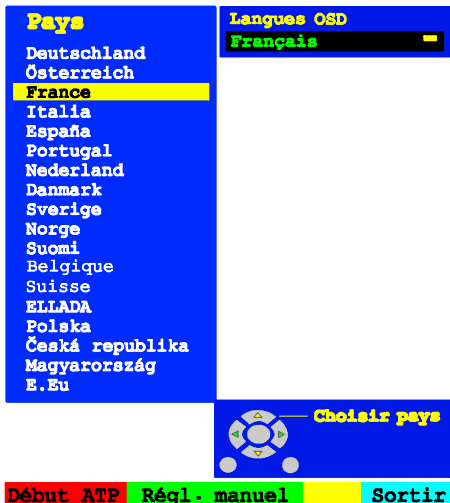 Pays
Deutschland
Österreich
France
Italia
España
Portugal
Nederland
Danmark
Sverige
Norge
Suomi
Belgique
Suisse
ELLADA
Polska
Česká republika
Magyarország
E.Eu
Langues OSD
Français
Choisir pays
Début ATP Régl. manuel Sortir